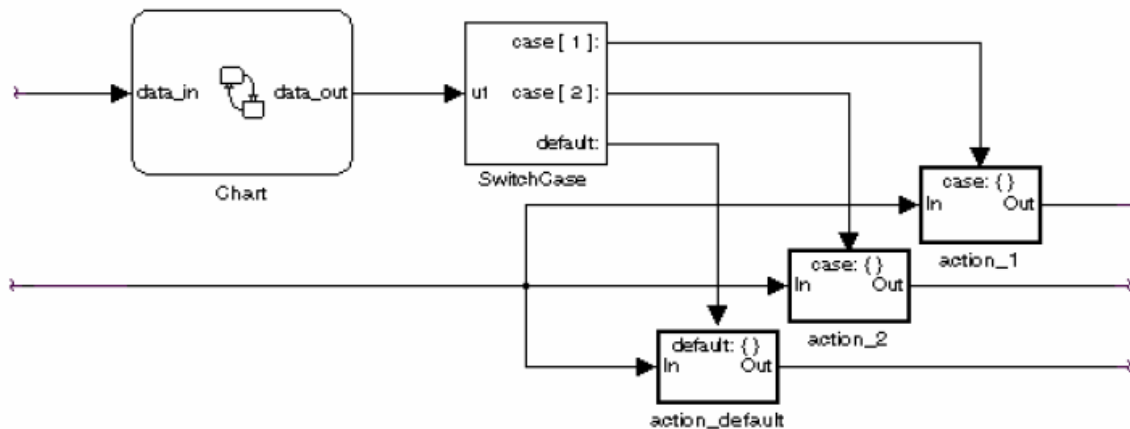 case [ 1 ]:
data_in
data_out
u1
case [ 2 ]:
default:
Chart
SwitchCase
case: { }
In
Out
action_1
case: { }
In
Out
action_2
default: { }
In
Out
action_default